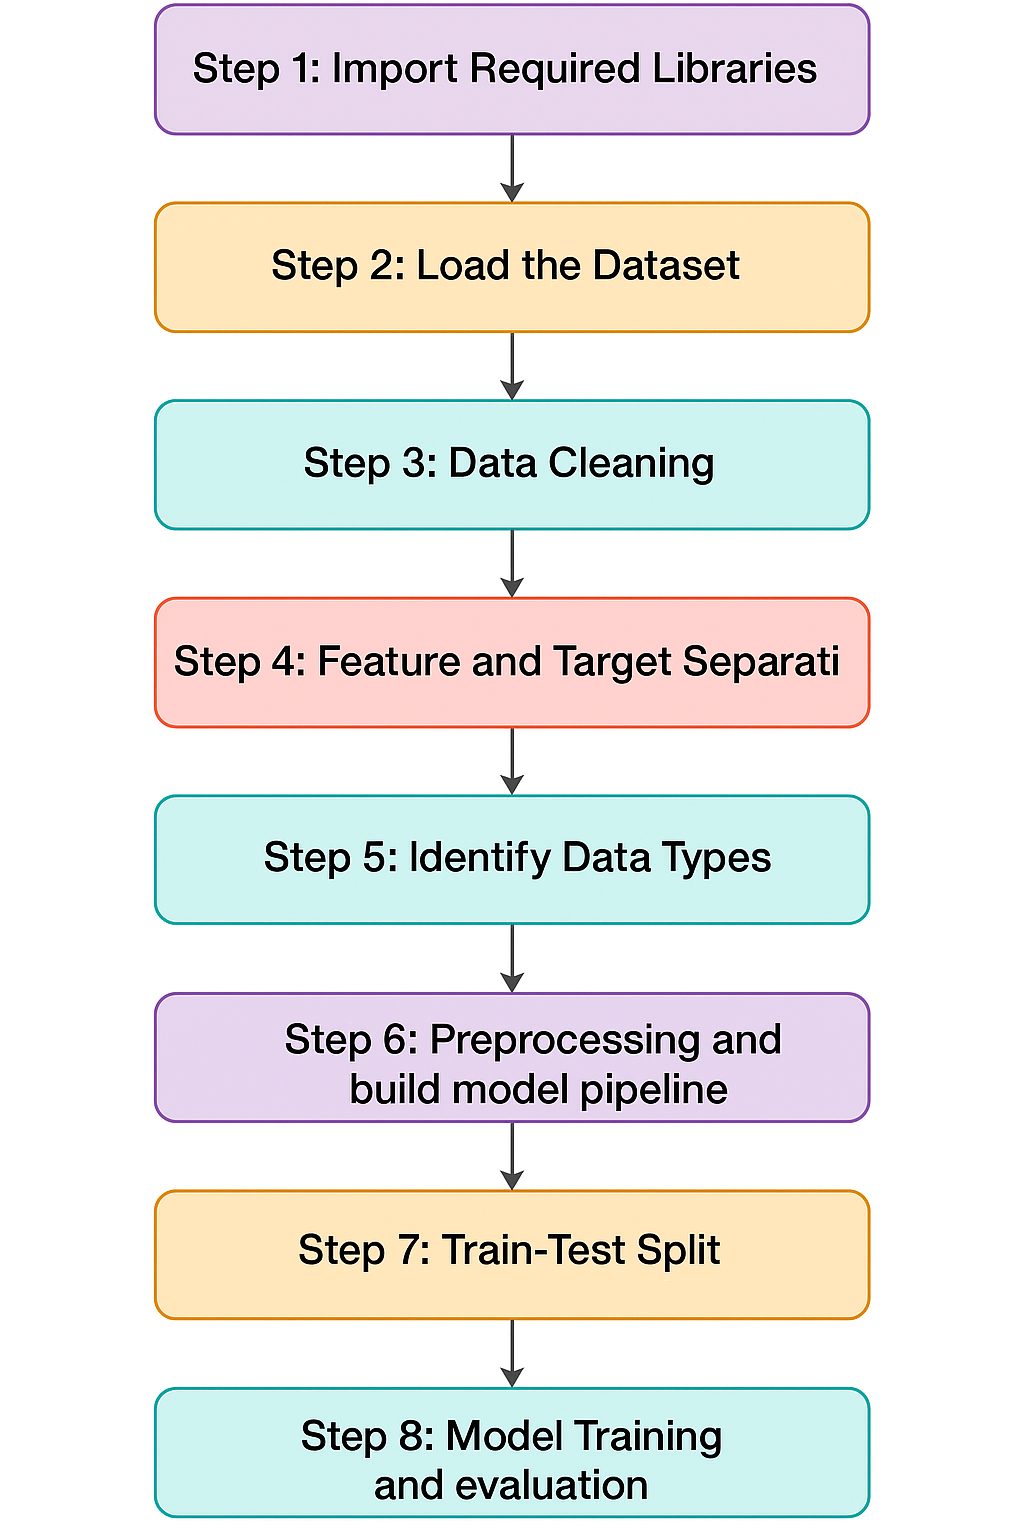 Step 1: Import Required Libraries
Step 2: Load the Dataset
Step 3: Data Cleaning
Step 4: Feature and Target Separati
Step 5: Identify Data Types
Step 6: Preprocessing and
build model pipeline
Step 7: Train-Test Split
Step 8: Model Training
and evaluation